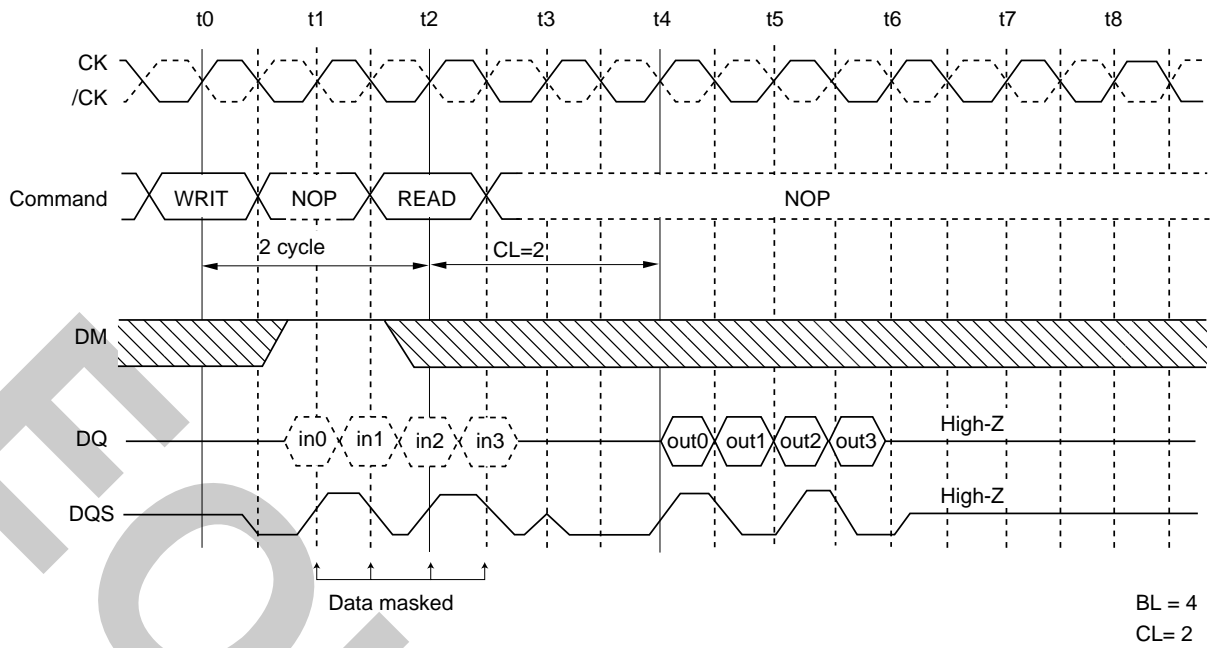 t0 t1 t2 t3 t4 t5 t6 t7 t8
CK
/CK
Command WRIT NOP READ NOP
2 cycle CL=2
DM
DQ in0 in1 in2 in3 out0 out1 out2 out3 High-Z
DQS High-Z
Data masked
BL = 4
CL= 2